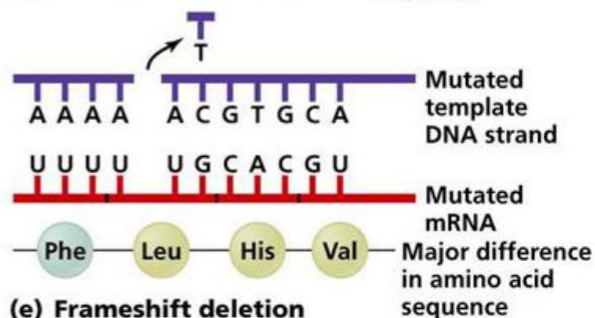 T
A A A A A C G T G C A
Mutated
template
DNA strand
U U U U U G C A C G U
Mutated
mRNA
Phe Leu His Val
Major difference
in amino acid
sequence
(e) Frameshift deletion